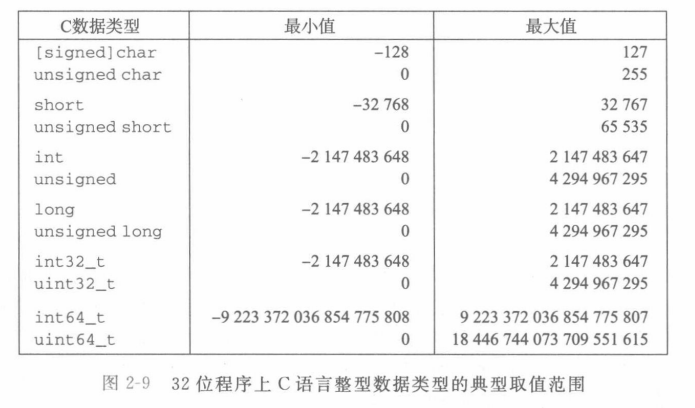 C数据类型 最小值 最大值
[signed]char −128 127
unsigned char 0 255
short −32 768 32 767
unsigned short 0 65 535
int −2 147 483 648 2 147 483 647
unsigned 0 4 294 967 295
long −2 147 483 648 2 147 483 647
unsigned long 0 4 294 967 295
int32_t −2 147 483 648 2 147 483 647
uint32_t 0 4 294 967 295
int64_t −9 223 372 036 854 775 808 9 223 372 036 854 775 807
uint64_t 0 18 446 744 073 709 551 615
图 2-9 32 位程序上 C 语言整型数据类型的典型取值范围